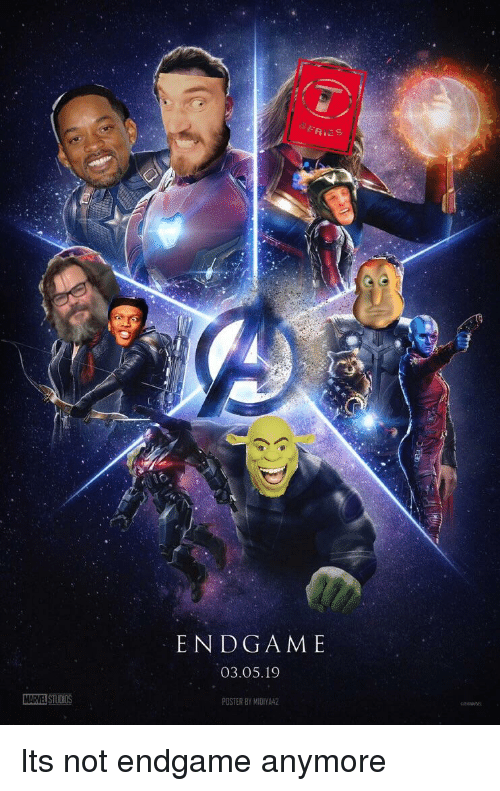 T
SERIES
ENDGAME
03.05.19
MARVEL STUDIOS
POSTER BY MIDIYA42
Its not endgame anymore